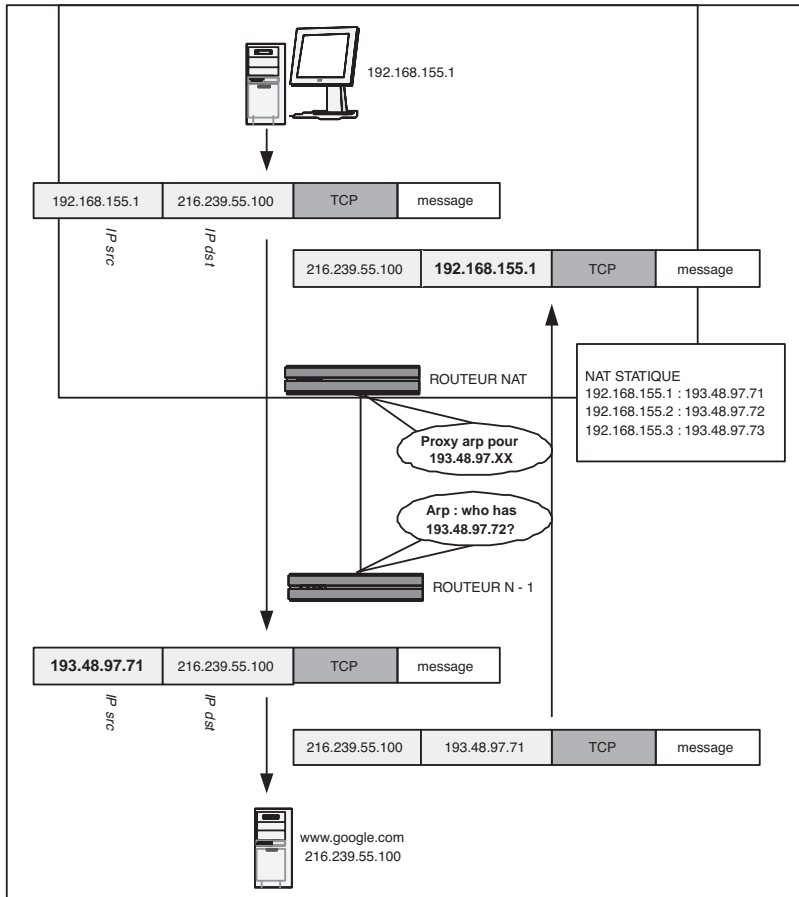 192.168.155.1
192.168.155.1 216.239.55.100 TCP message
IP src IP dst
216.239.55.100 192.168.155.1 TCP message
ROUTEUR NAT
NAT STATIQUE
192.168.155.1 : 193.48.97.71
192.168.155.2 : 193.48.97.72
192.168.155.3 : 193.48.97.73
Proxy arp pour
193.48.97.XX
Arp : who has
193.48.97.72?
ROUTEUR N - 1
193.48.97.71 216.239.55.100 TCP message
IP src IP dst
216.239.55.100 193.48.97.71 TCP message
www.google.com
216.239.55.100